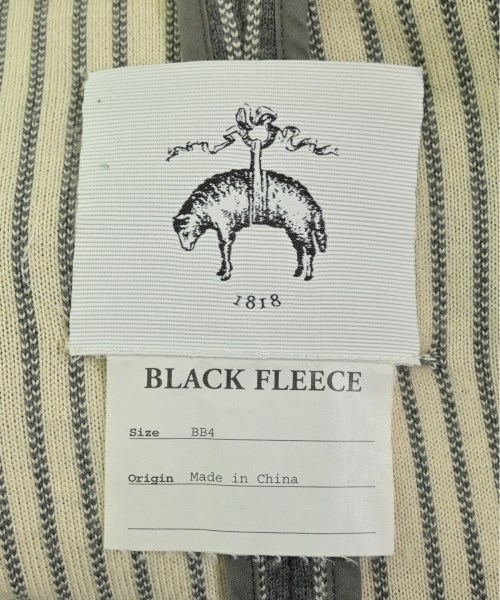 1818
BLACK FLEECE
Size BB4
Origin Made in China